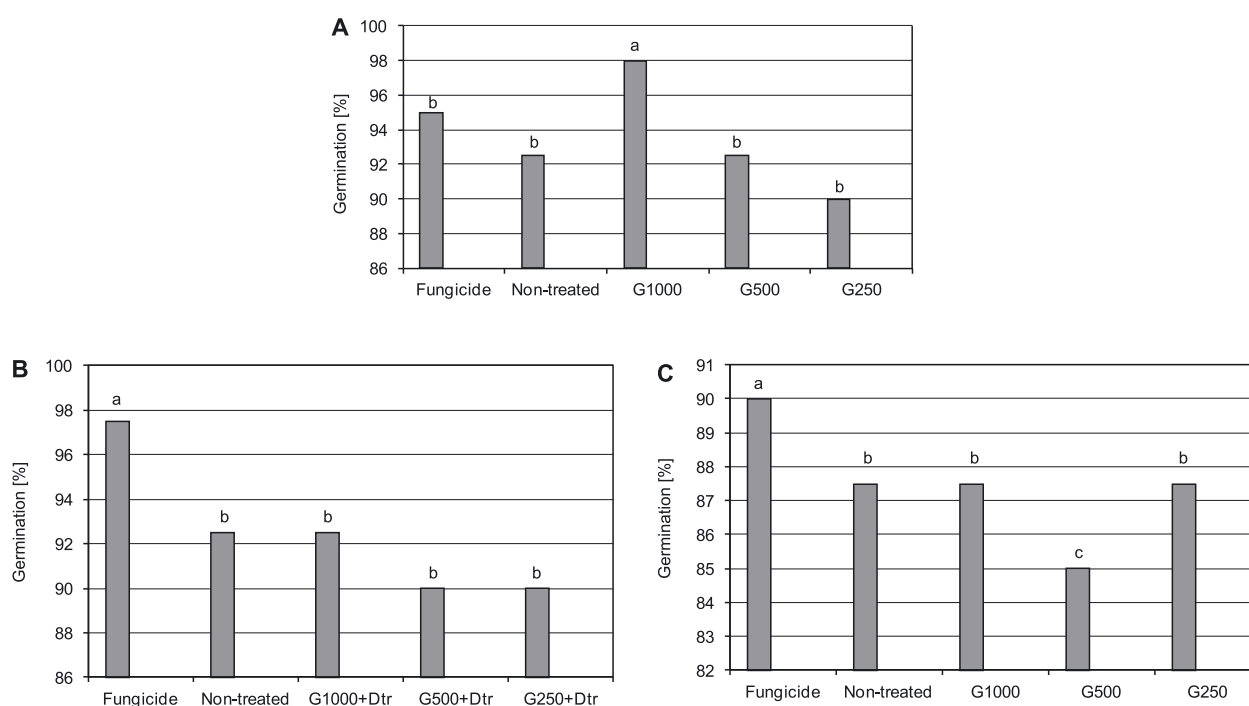 A
Germination [%]
100
98
96
94
92
90
88
86
b
b
a
b
b
Fungicide Non-treated G1000 G500 G250
B
Germination [%]
100
98
96
94
92
90
88
86
a
b
b
b
b
Fungicide Non-treated G1000+Dtr G500+Dtr G250+Dtr
C
Germination [%]
91
90
89
88
87
86
85
84
83
82
a
b
b
c
b
Fungicide Non-treated G1000 G500 G250